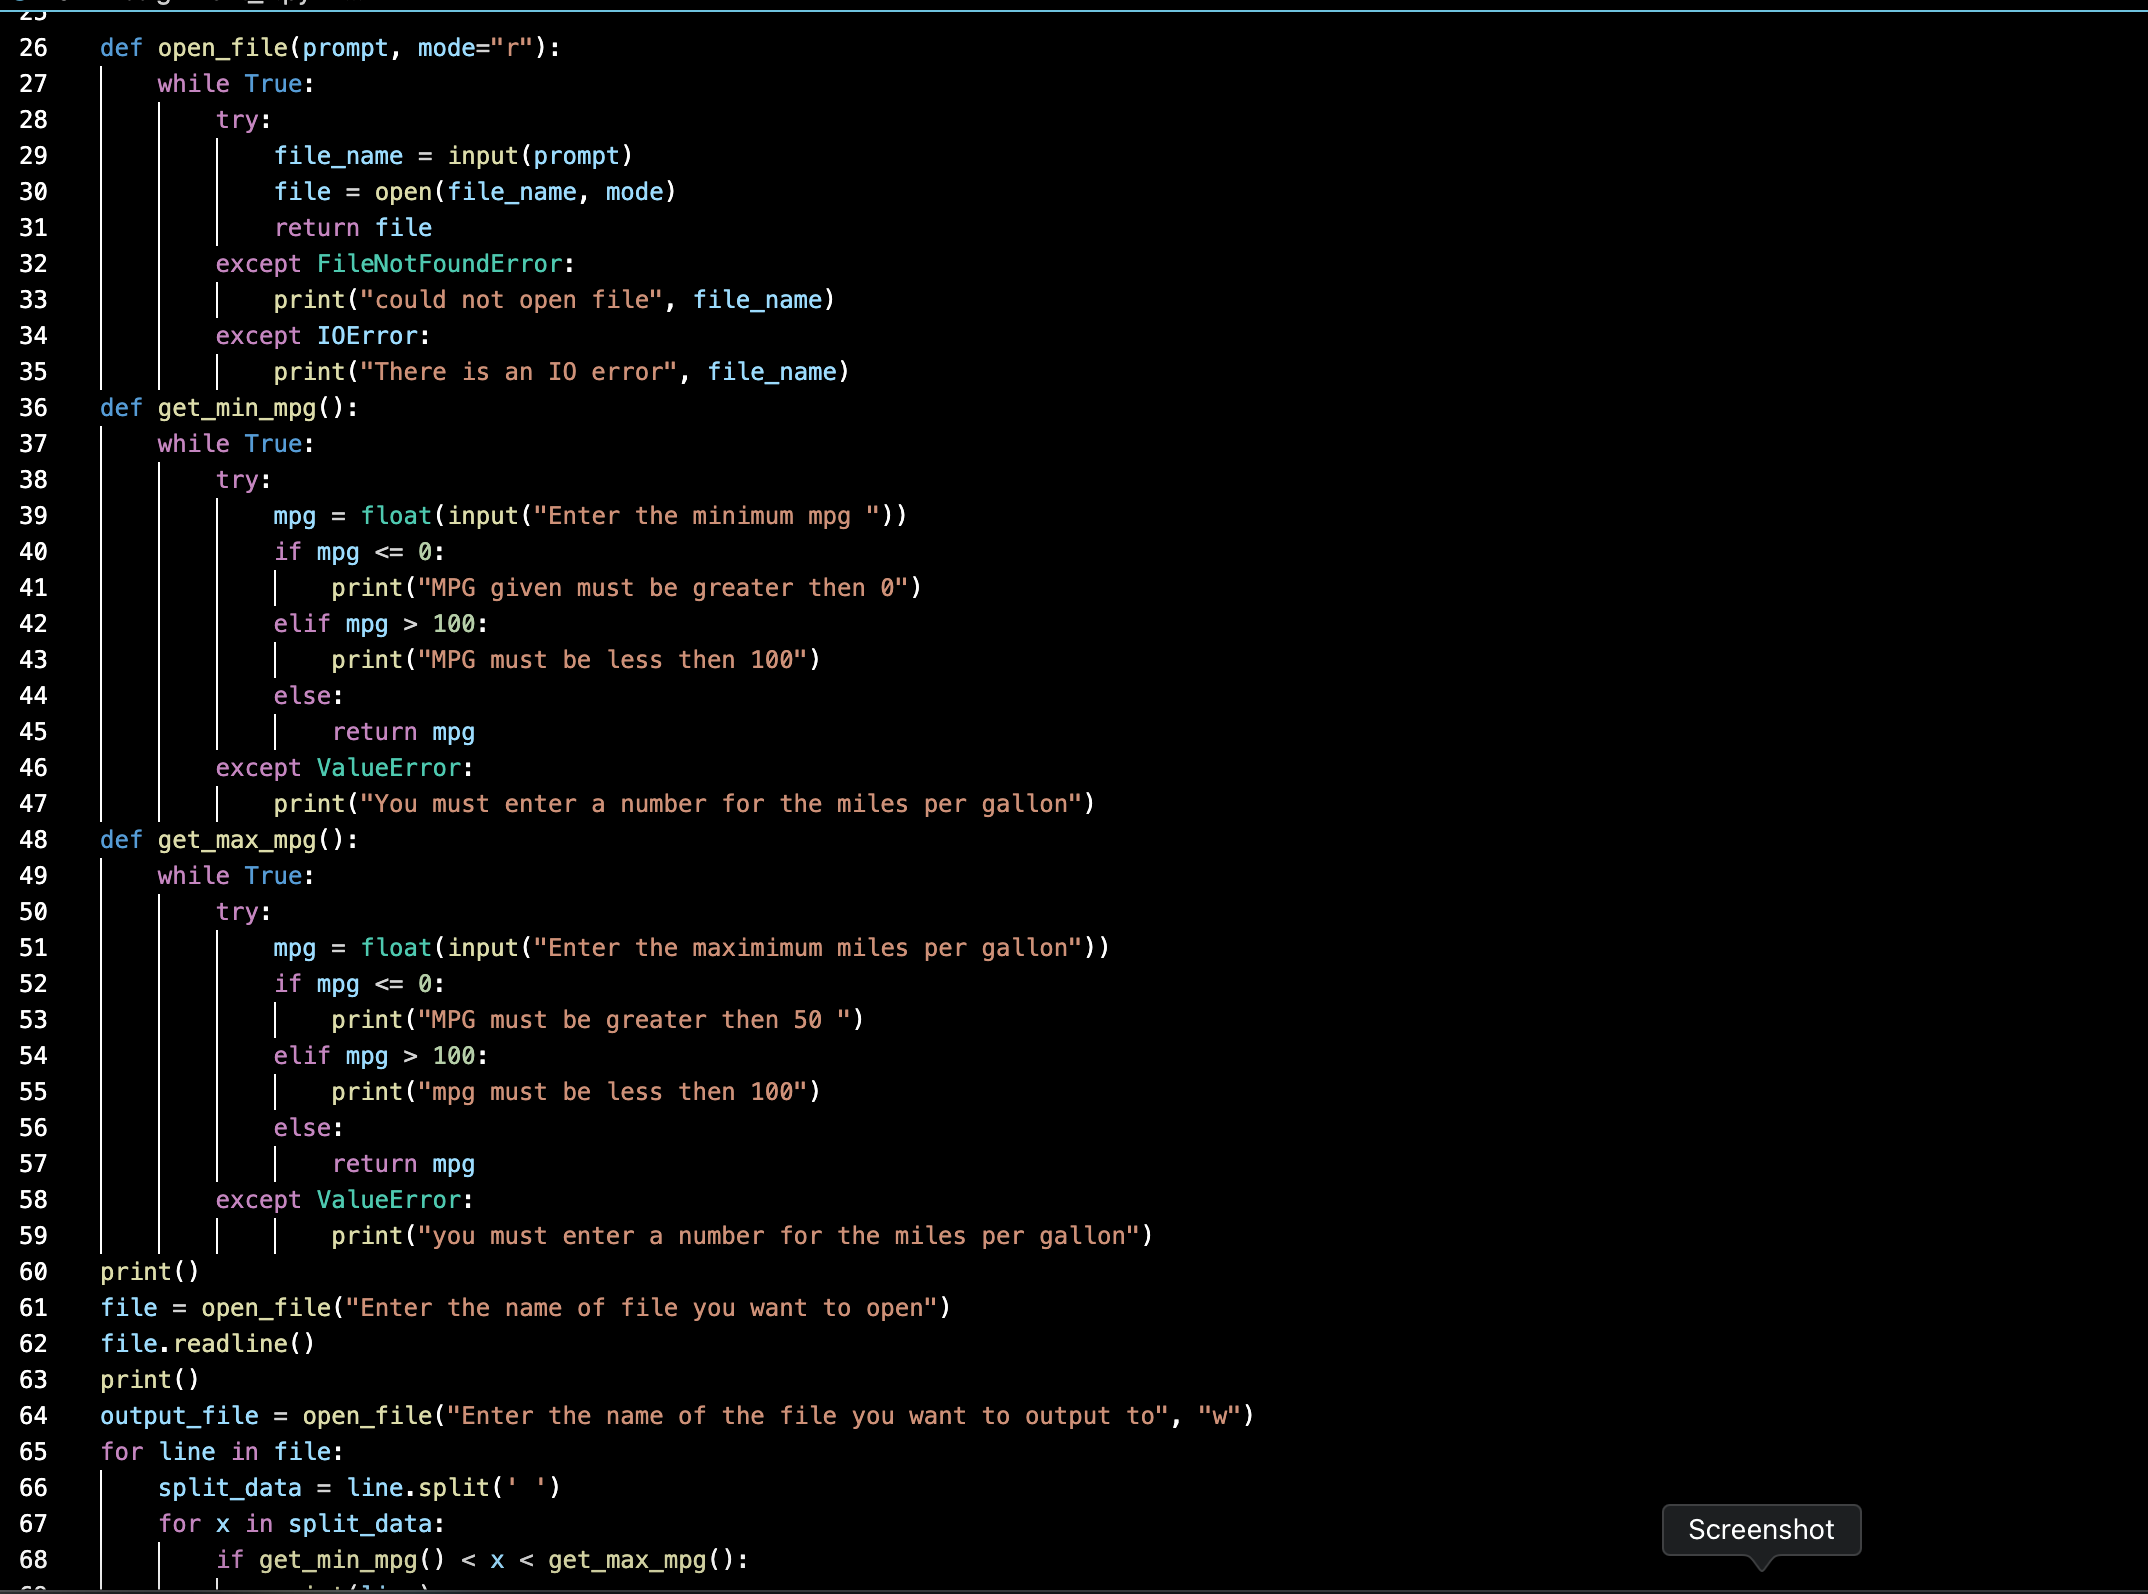 26 def open_file(prompt, mode="r"):
27     while True:
28         try:
29             file_name = input(prompt)
30             file = open(file_name, mode)
31             return file
32         except FileNotFoundError:
33             print("could not open file", file_name)
34         except IOError:
35             print("There is an IO error", file_name)
36 def get_min_mpg():
37     while True:
38         try:
39             mpg = float(input("Enter the minimum mpg "))
40             if mpg <= 0:
41                 print("MPG given must be greater then 0")
42             elif mpg > 100:
43                 print("MPG must be less then 100")
44             else:
45                 return mpg
46         except ValueError:
47             print("You must enter a number for the miles per gallon")
48 def get_max_mpg():
49     while True:
50         try:
51             mpg = float(input("Enter the maximimum miles per gallon"))
52             if mpg <= 0:
53                 print("MPG must be greater then 50 ")
54             elif mpg > 100:
55                 print("mpg must be less then 100")
56             else:
57                 return mpg
58         except ValueError:
59                 print("you must enter a number for the miles per gallon")
60 print()
61 file = open_file("Enter the name of file you want to open")
62 file.readline()
63 print()
64 output_file = open_file("Enter the name of the file you want to output to", "w")
65 for line in file:
66     split_data = line.split(' ')
67     for x in split_data:
68         if get_min_mpg() < x < get_max_mpg():
Screenshot